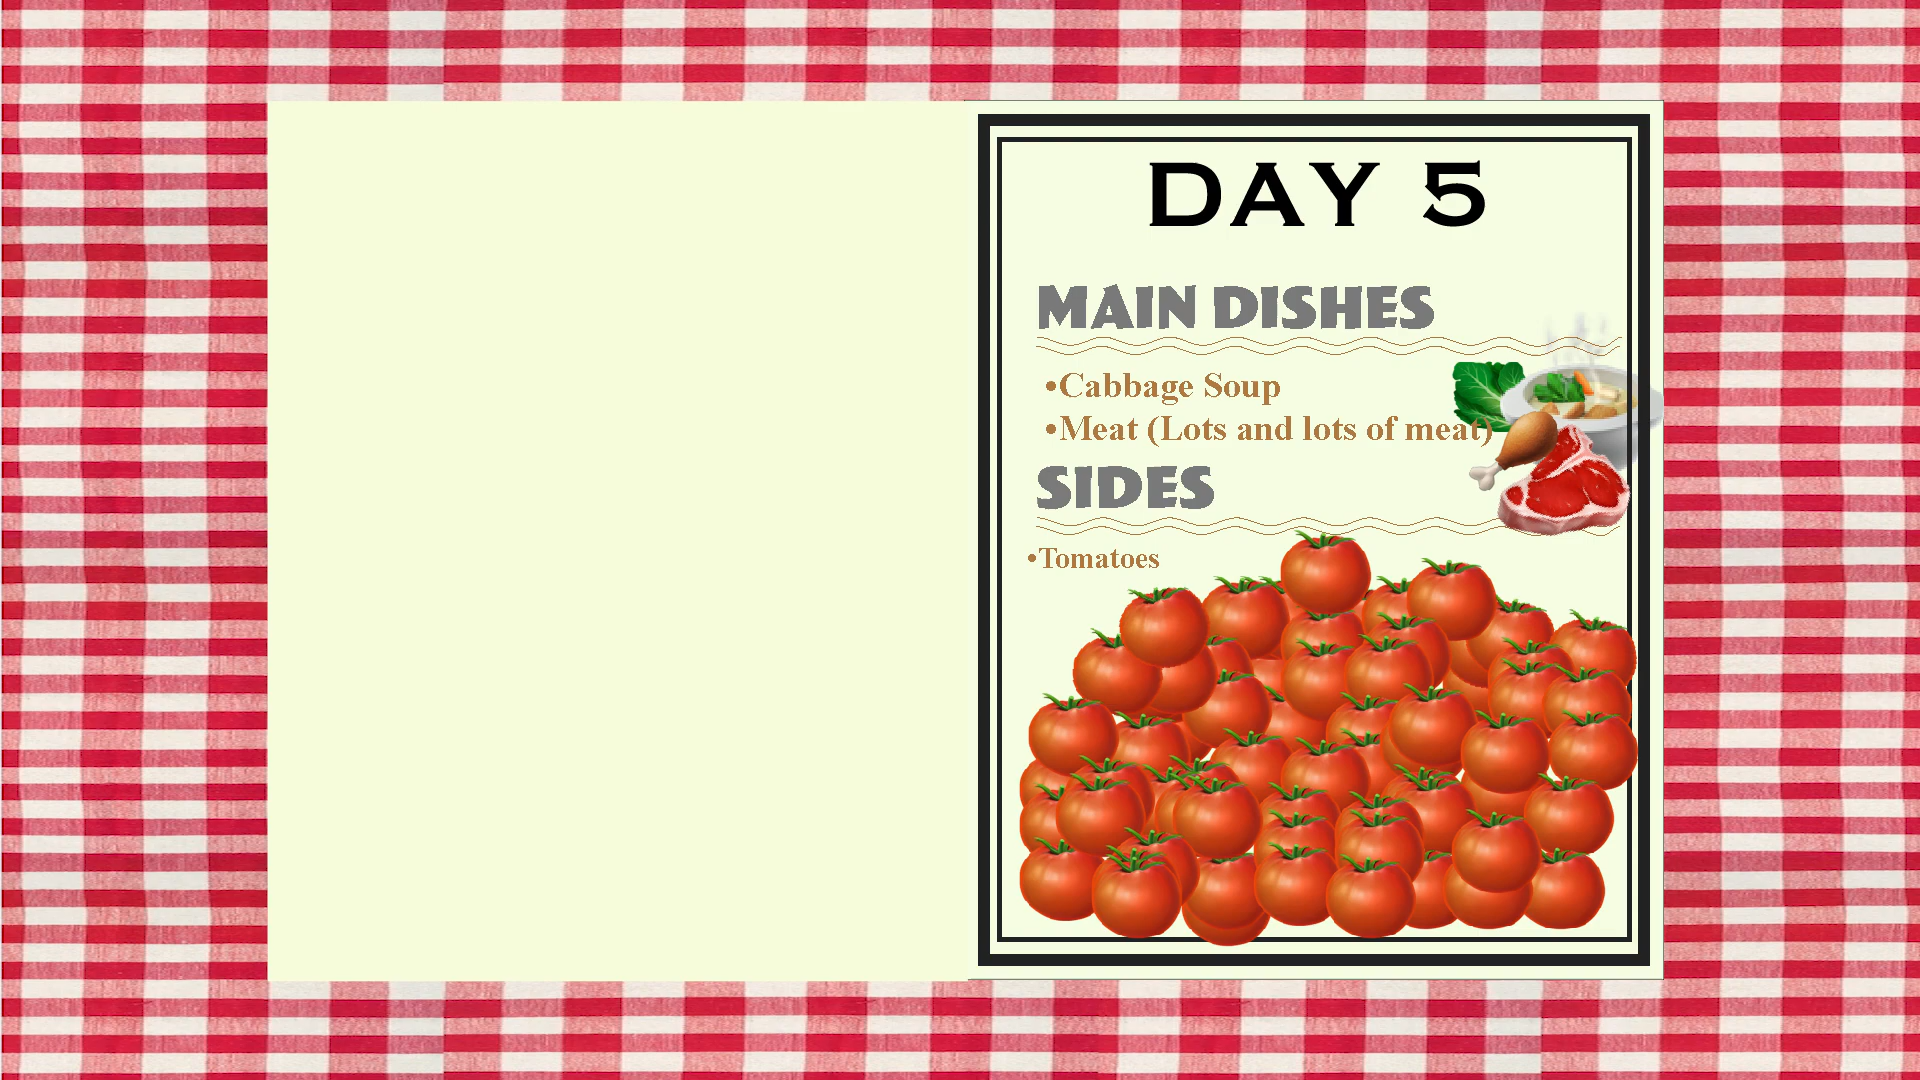 DAY 5
MAIN DISHES
•Cabbage Soup
•Meat (Lots and lots of meat)
SIDES
•Tomatoes